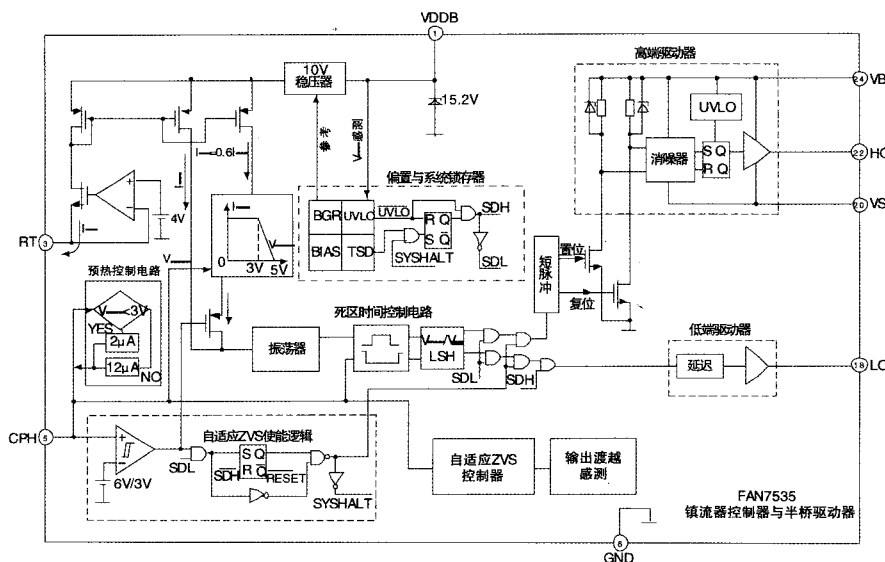 VDDB
1
10V
稳压器
15.2V
高端驱动器
VB
24
UVLO
消噪器
S Q
R Q
HO
22
VS
20
参考
感测
0.6I
4V
RT
3
0
3V
5V
偏置与系统锁存器
BGR
UVLO
UVLO
BIAS
TSD
R Q
S Q
SYSHALT
SDH
SDL
预热控制电路
<3V
YES
2μA
12μA
NO
短脉冲
置位
复位
死区时间控制电路
振荡器
LSH
SDL
SDH
低端驱动器
延迟
LO
18
CPH
5
自适应ZVS使能逻辑
6V/3V
SDL
S Q
R Q
SDH
RESET
SYSHALT
自适应ZVS
控制器
输出渡越
感测
FAN7535
镇流器控制器与半桥驱动器
6
GND